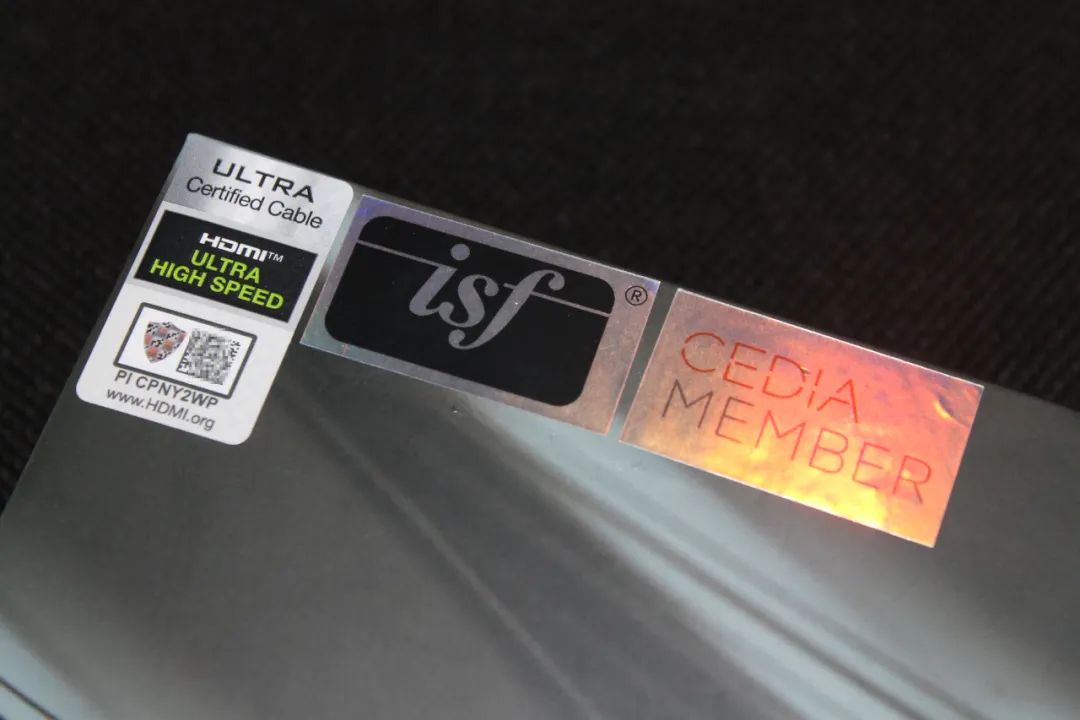 ULTRA
Certified Cable
HDMI™
ULTRA
HIGH SPEED
PI CPNY2WP
www.HDMI.org
isf®
CEDIA
MEMBER